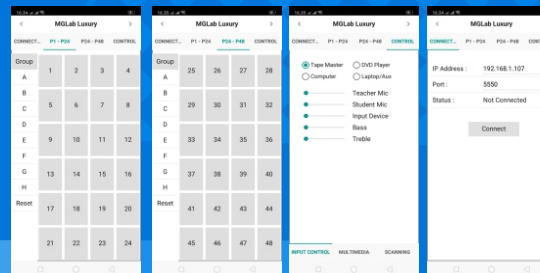 MGLab Luxury
CONNECT... P1 - P24 P24 - P48 CONTROL
Group
A
B
C
D
E
F
G
H
Reset
1 2 3 4
5 6 7 8
9 10 11 12
13 14 15 16
17 18 19 20
21 22 23 24
MGLab Luxury
CONNECT... P1 - P24 P24 - P48 CONTROL
Group
A
B
C
D
E
F
G
H
Reset
25 26 27 28
29 30 31 32
33 34 35 36
37 38 39 40
41 42 43 44
45 46 47 48
MGLab Luxury
CONNECT... P1 - P24 P24 - P48 CONTROL
Tape Master DVD Player
Computer Laptop/Aux
Teacher Mic
Student Mic
Input Device
Bass
Treble
INPUT CONTROL MULTIMEDIA SCANNING
MGLab Luxury
CONNECT... P1 - P24 P24 - P48 CONTROL
IP Address : 192.168.1.107
Port : 5550
Status : Not Connected
Connect